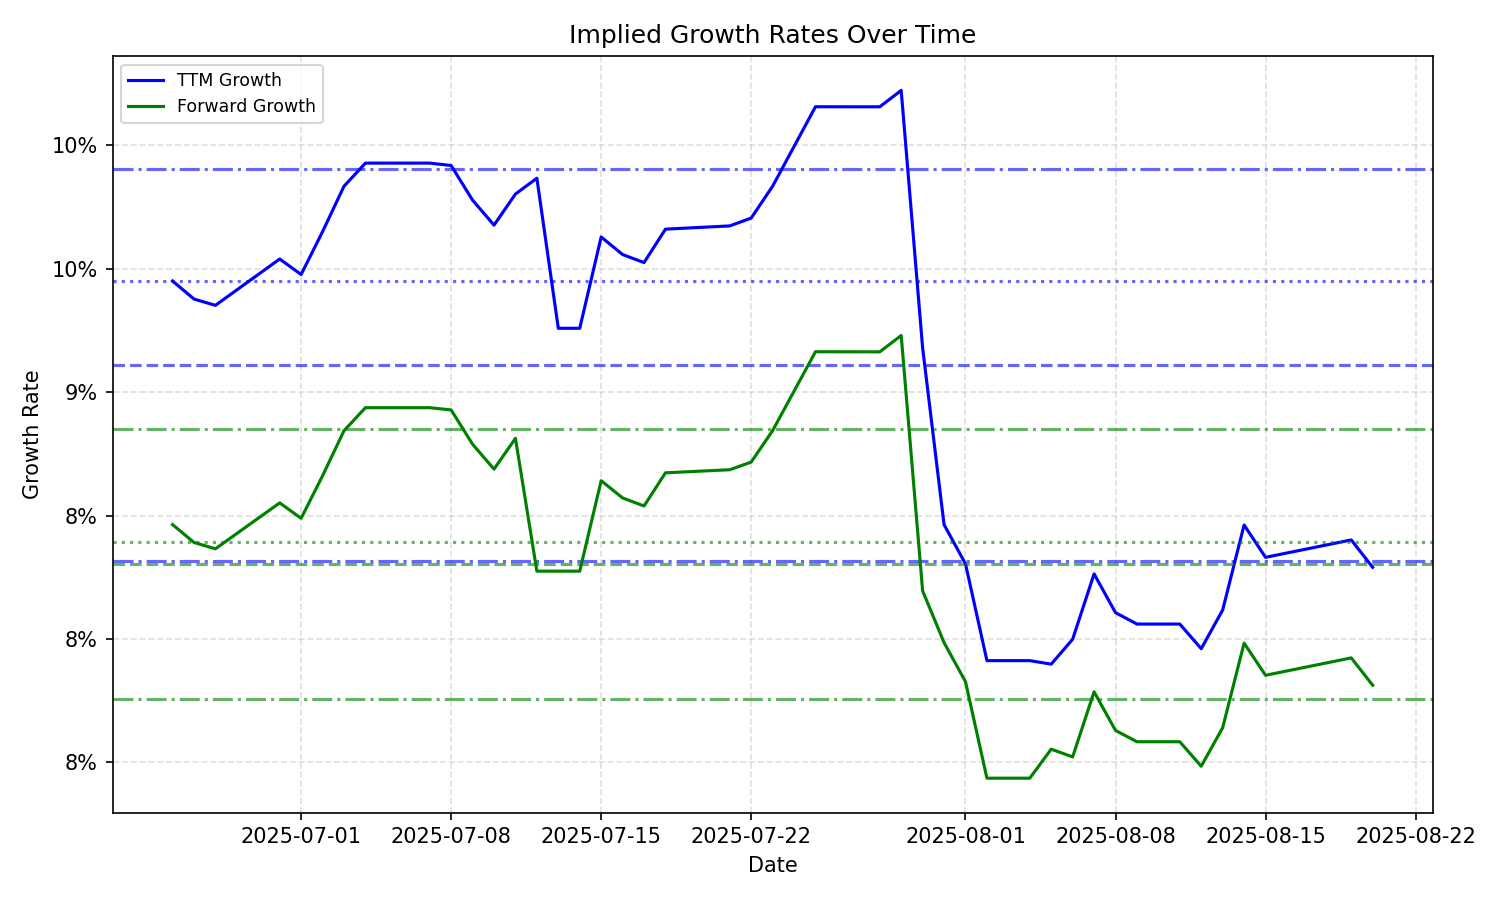 Implied Growth Rates Over Time
TTM Growth
Forward Growth
10%
10%
9%
8%
8%
8%
Growth Rate
2025-07-01 2025-07-08 2025-07-15 2025-07-22 2025-08-01 2025-08-08 2025-08-15 2025-08-22
Date